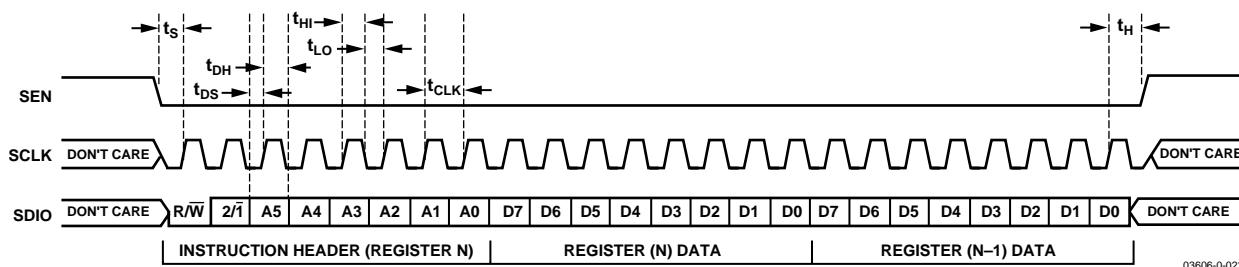 tS
tHI
tH
tLO
tDH
tCLK
tDS
SEN
SCLK DON'T CARE DON'T CARE
SDIO DON'T CARE R/W̅ 2/1̅ A5 A4 A3 A2 A1 A0 D7 D6 D5 D4 D3 D2 D1 D0 D7 D6 D5 D4 D3 D2 D1 D0 DON'T CARE
INSTRUCTION HEADER (REGISTER N) REGISTER (N) DATA REGISTER (N–1) DATA